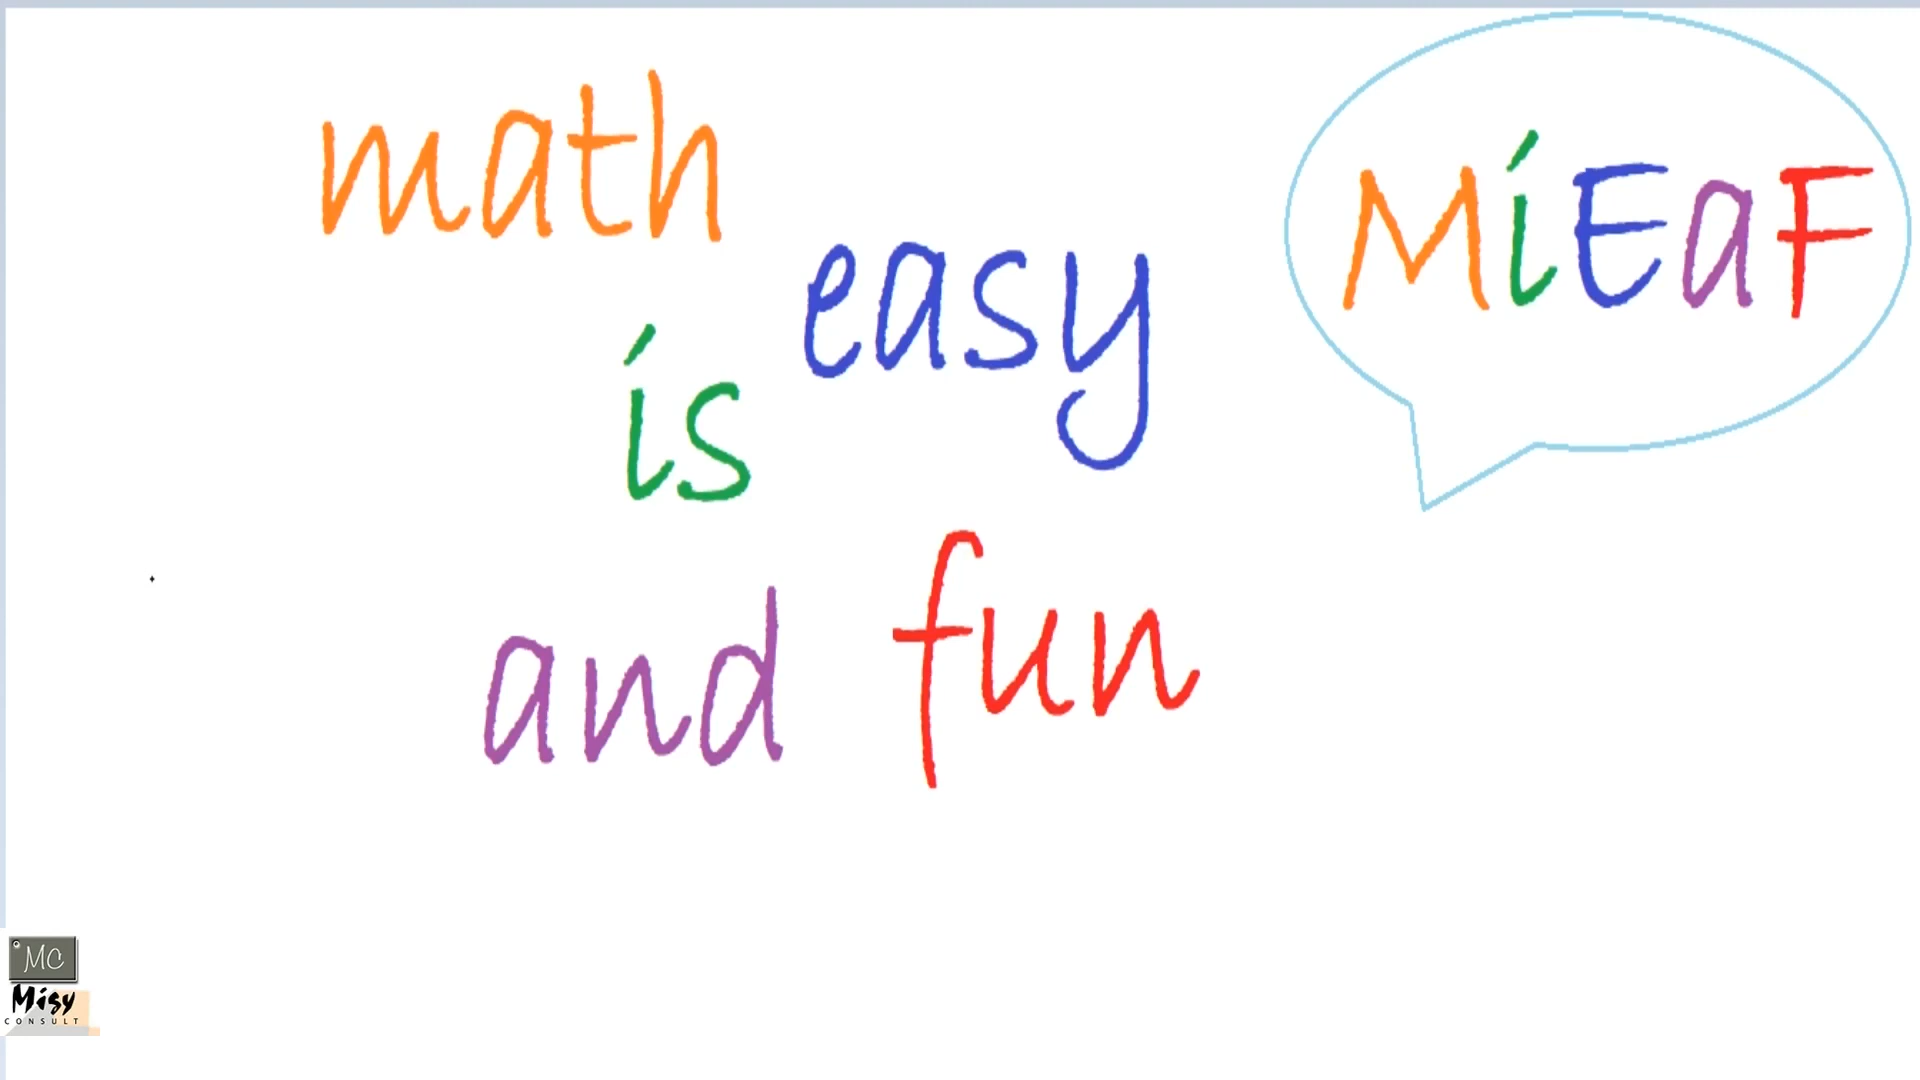 math
is easy
and fun
MiEaF
MC
Misy
CONSULT